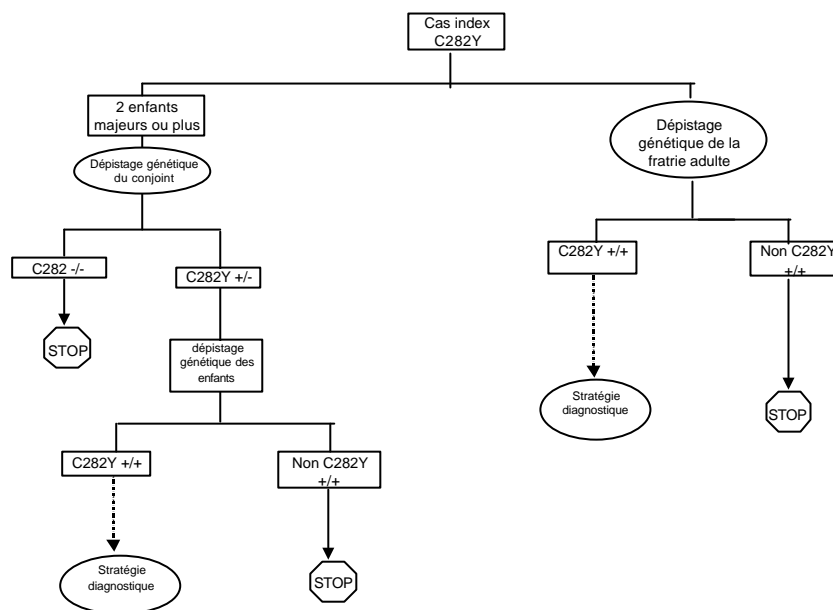 Cas index
C282Y
2 enfants
majeurs ou plus
Dépistage génétique
du conjoint
C282 -/-
C282Y +/-
STOP
dépistage
génétique des
enfants
C282Y +/+
Non C282Y
+/+
Stratégie
diagnostique
STOP
Dépistage
génétique de la
fratrie adulte
C282Y +/+
Non C282Y
+/+
Stratégie
diagnostique
STOP